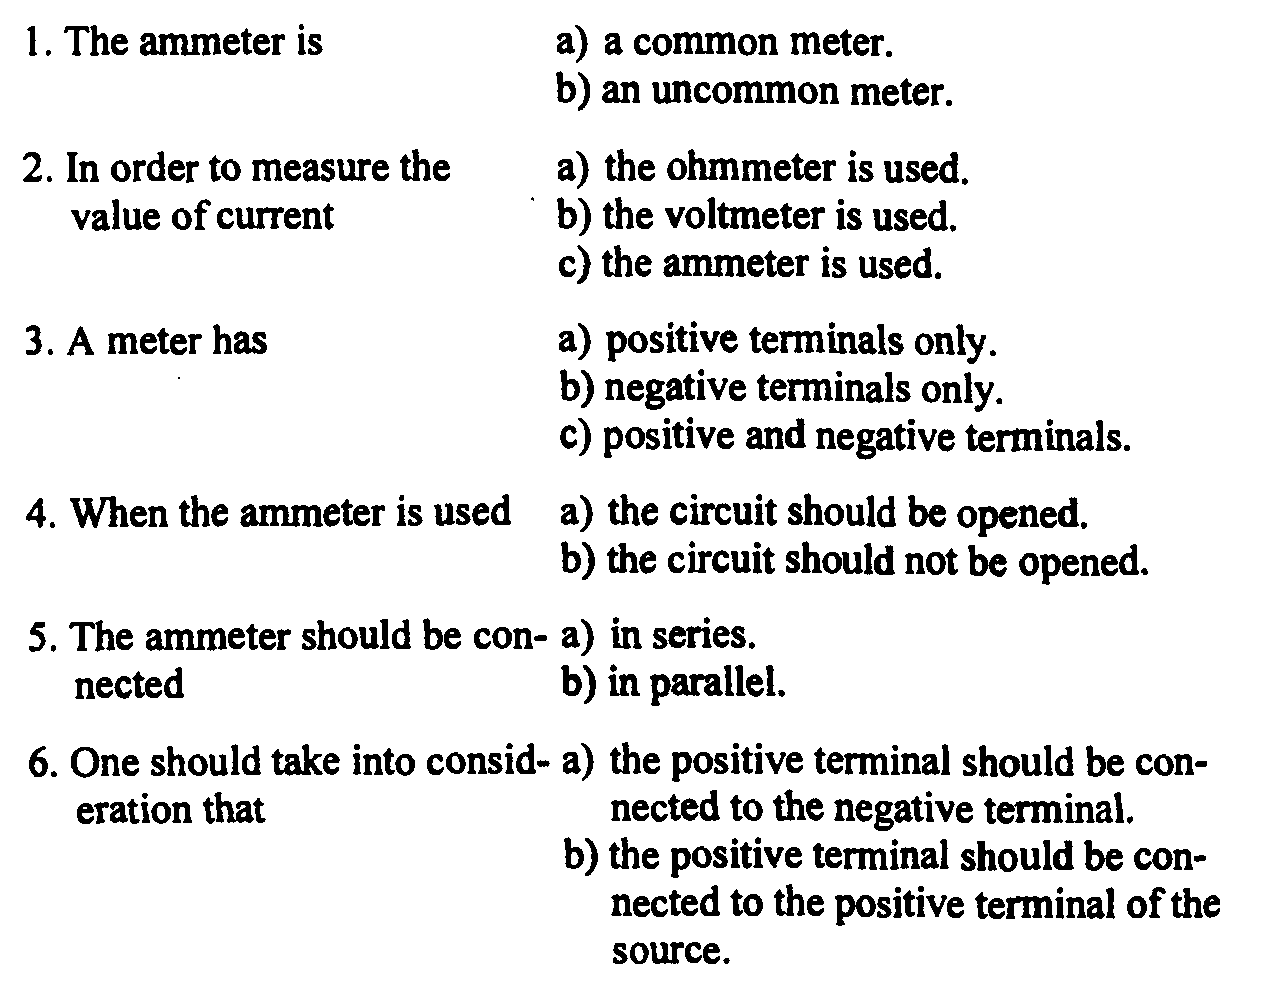 1. The ammeter is a) a common meter.
b) an uncommon meter.
2. In order to measure the a) the ohmmeter is used.
value of current b) the voltmeter is used.
c) the ammeter is used.
3. A meter has a) positive terminals only.
b) negative terminals only.
c) positive and negative terminals.
4. When the ammeter is used a) the circuit should be opened.
b) the circuit should not be opened.
5. The ammeter should be con- a) in series.
nected b) in parallel.
6. One should take into consid- a) the positive terminal should be con-
eration that nected to the negative terminal.
b) the positive terminal should be con-
nected to the positive terminal of the
source.